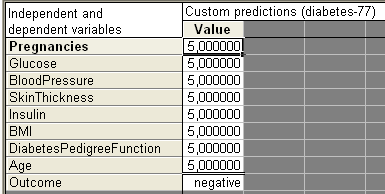 Independent and dependent variables
Custom predictions (diabetes-77)
Value
Pregnancies 5,000000
Glucose 5,000000
BloodPressure 5,000000
SkinThickness 5,000000
Insulin 5,000000
BMI 5,000000
DiabetesPedigreeFunction 5,000000
Age 5,000000
Outcome negative